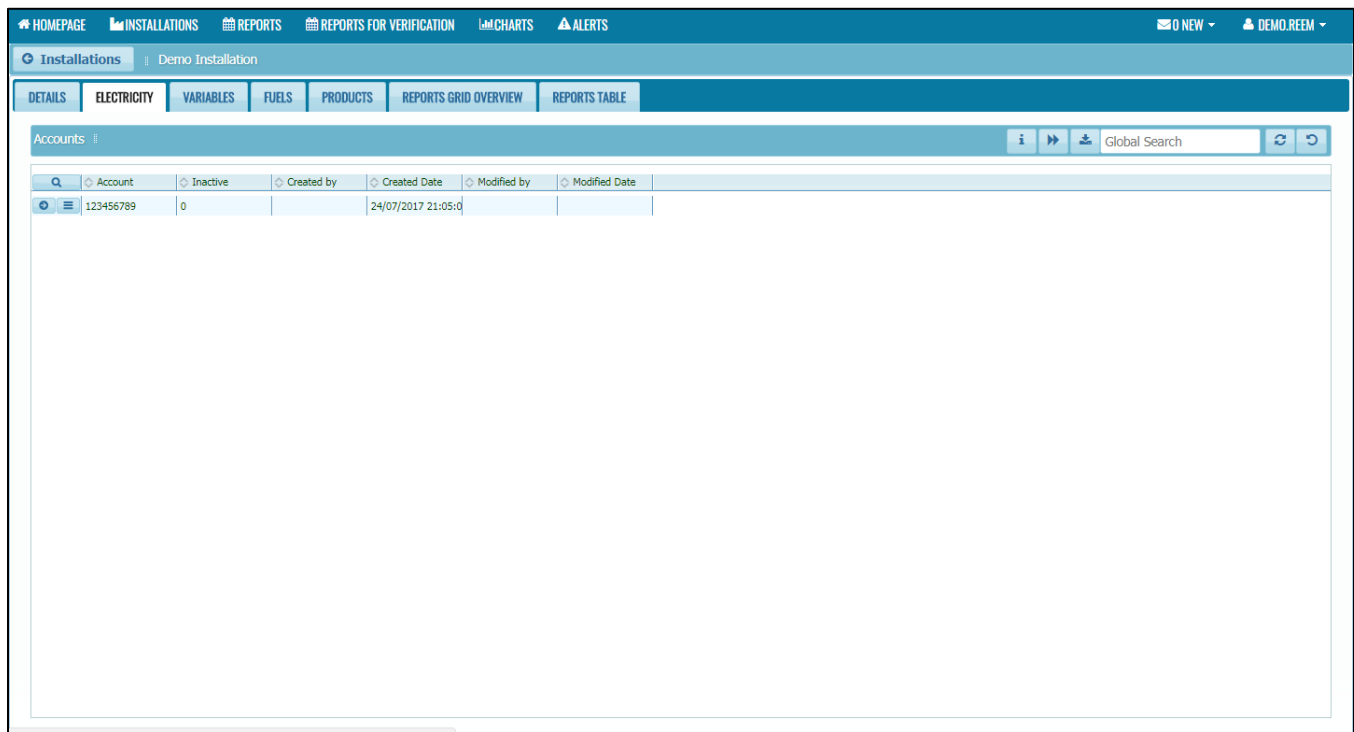 HOMEPAGE INSTALLATIONS REPORTS REPORTS FOR VERIFICATION CHARTS ALERTS 0 NEW DEMO.REEM
Installations Demo Installation
DETAILS ELECTRICITY VARIABLES FUELS PRODUCTS REPORTS GRID OVERVIEW REPORTS TABLE
Accounts i Global Search
Account Inactive Created by Created Date Modified by Modified Date
123456789 0 24/07/2017 21:05:0